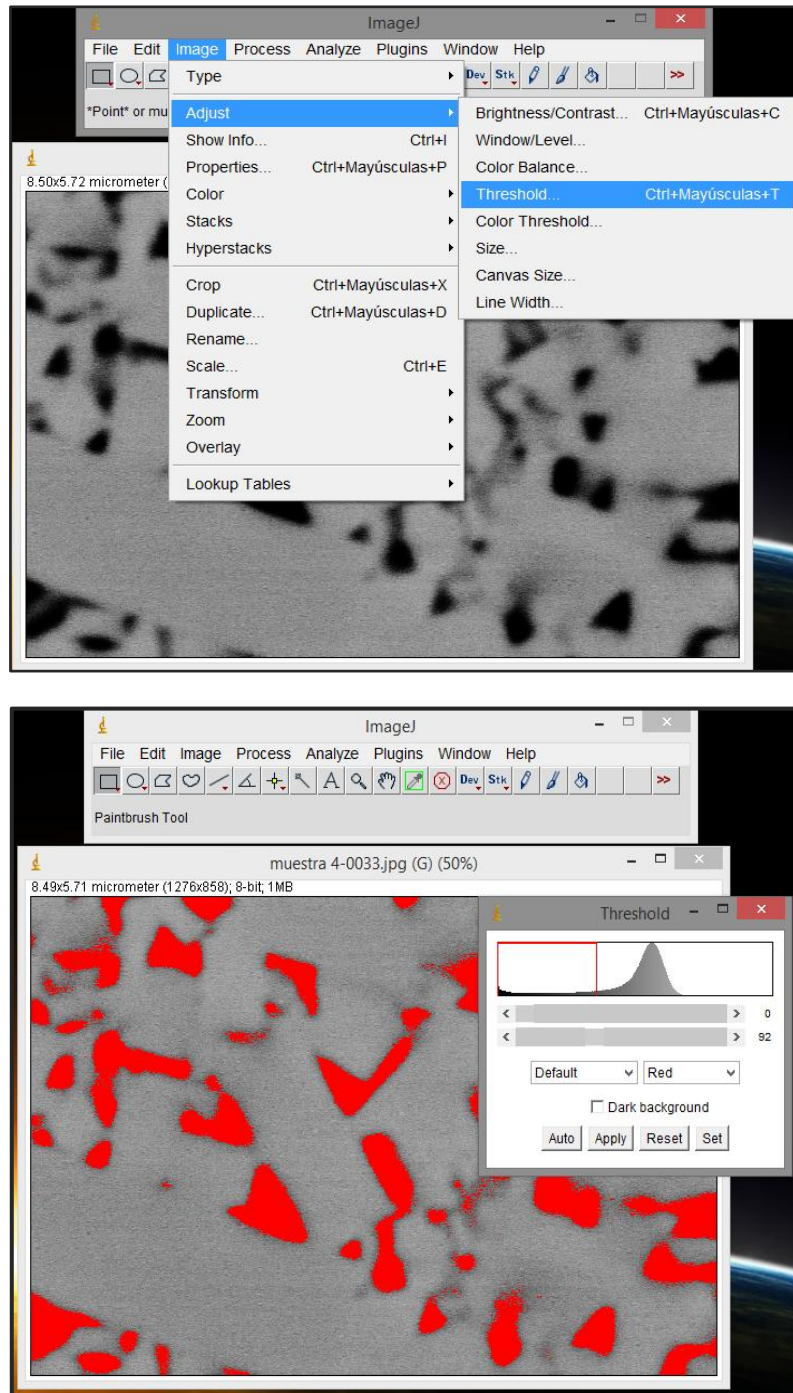 ImageJ
File Edit Image Process Analyze Plugins Window Help
Dev Stk >>
*Point* or mu
8.50x5.72 micrometer (
Type
Adjust
Show Info... Ctrl+I
Properties... Ctrl+Mayúsculas+P
Color
Stacks
Hyperstacks
Crop Ctrl+Mayúsculas+X
Duplicate... Ctrl+Mayúsculas+D
Rename...
Scale... Ctrl+E
Transform
Zoom
Overlay
Lookup Tables
Brightness/Contrast... Ctrl+Mayúsculas+C
Window/Level...
Color Balance...
Threshold... Ctrl+Mayúsculas+T
Color Threshold...
Size...
Canvas Size...
Line Width...
ImageJ
File Edit Image Process Analyze Plugins Window Help
A Dev Stk >>
Paintbrush Tool
muestra 4-0033.jpg (G) (50%)
8.49x5.71 micrometer (1276x858); 8-bit; 1MB
Threshold
0
92
Default Red
Dark background
Auto Apply Reset Set